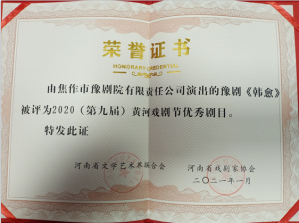 荣誉证书
HONORARY CREDENTIAL
由焦作市豫剧院有限责任公司演出的豫剧《韩愈》
被评为2020（第九届）黄河戏剧节优秀剧目。
特发此证
河南省文学艺术界联合会
河南省戏剧家协会
二〇二一年一月